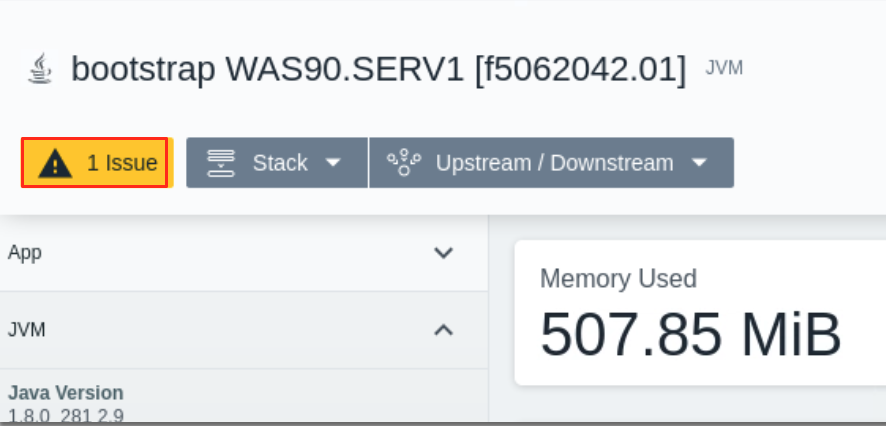 bootstrap WAS90.SERV1 [f5062042.01] JVM
1 Issue Stack Upstream / Downstream
App
JVM
Java Version
1.8.0_281 2.9
Memory Used
507.85 MiB